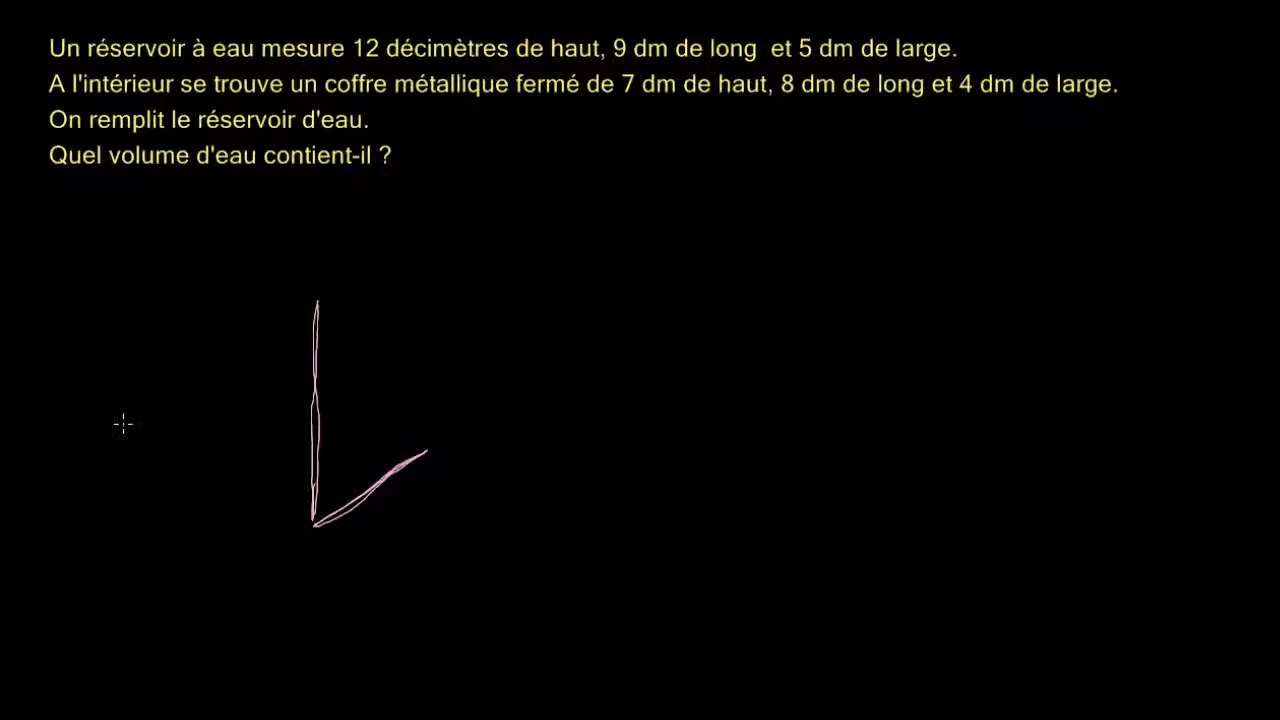 Un réservoir à eau mesure 12 décimètres de haut, 9 dm de long  et 5 dm de large.
A l'intérieur se trouve un coffre métallique fermé de 7 dm de haut, 8 dm de long et 4 dm de large.
On remplit le réservoir d'eau.
Quel volume d'eau contient-il ?